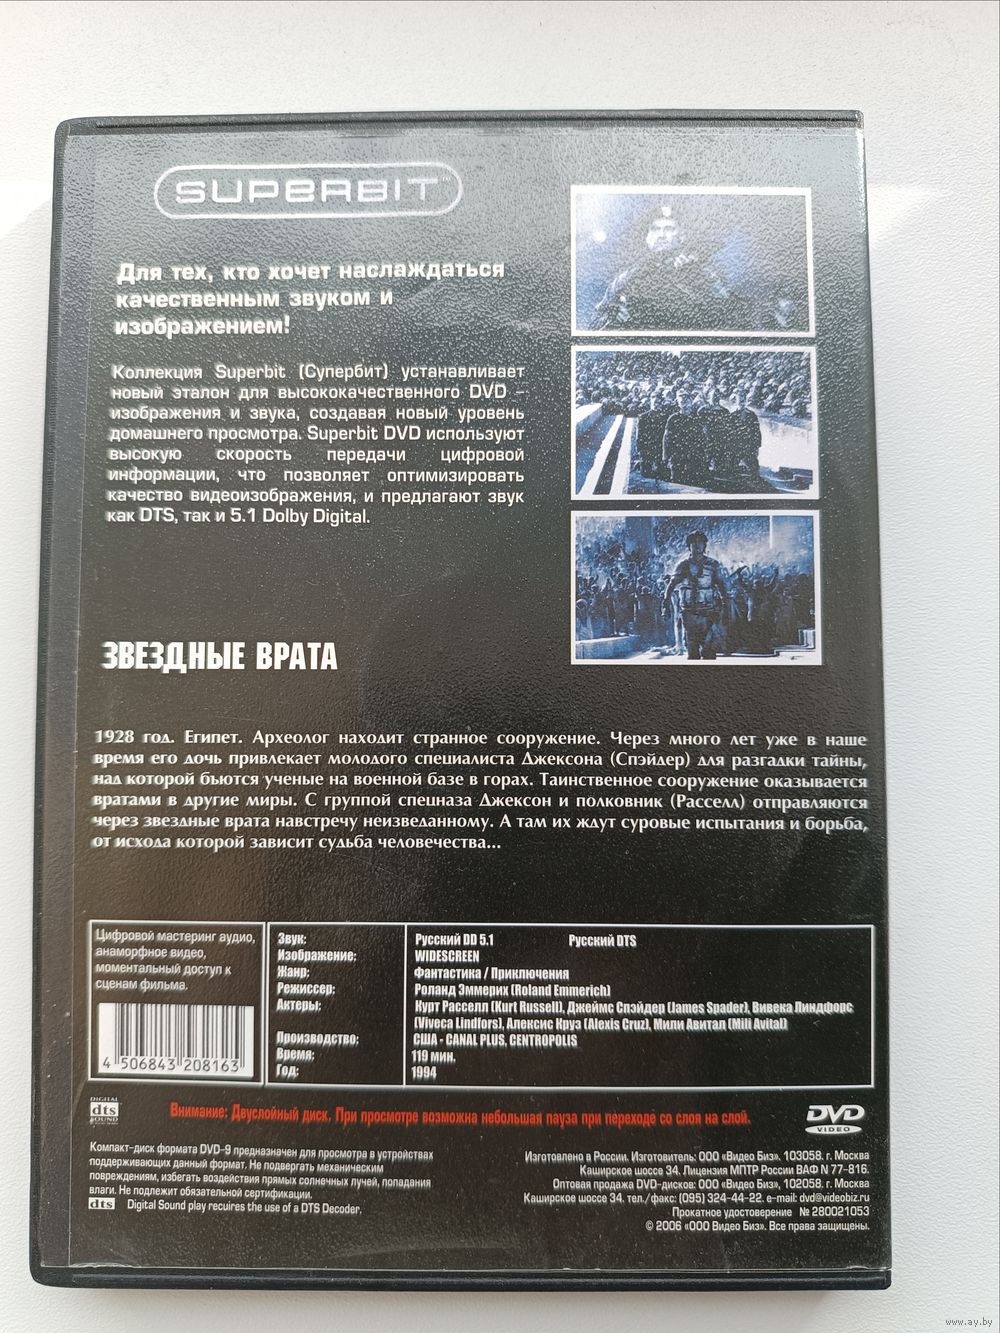 SUPERBIT™
Для тех, кто хочет наслаждаться
качественным звуком и
изображением!
Коллекция Superbit (Супербит) устанавливает
новый эталон для высококачественного DVD –
изображения и звука, создавая новый уровень
домашнего просмотра. Superbit DVD используют
высокую скорость передачи цифровой
информации, что позволяет оптимизировать
качество видеоизображения, и предлагают звук
как DTS, так и 5.1 Dolby Digital.
ЗВЕЗДНЫЕ ВРАТА
1928 год. Египет. Археолог находит странное сооружение. Через много лет уже в наше
время его дочь привлекает молодого специалиста Джексона (Спэйдер) для разгадки тайны,
над которой бьются ученые на военной базе в горах. Таинственное сооружение оказывается
вратами в другие миры. С группой спецназа Джексон и полковник (Расселл) отправляются
через звездные врата навстречу неизведанному. А там их ждут суровые испытания и борьба,
от исхода которой зависит судьба человечества...
Цифровой мастеринг аудио,
анаморфное видео,
моментальный доступ к
сценам фильма.
4 506843 208163
Звук: Русский DD 5.1 Русский DTS
Изображение: WIDESCREEN
Жанр: Фантастика / Приключения
Режиссер: Роланд Эммерих (Roland Emmerich)
Актеры: Курт Расселл (Kurt Russell), Джеймс Спэйдер (James Spader), Вивека Линдфорс
(Viveca Lindfors), Алексис Круз (Alexis Cruz), Мили Авитал (Mili Avital)
Производство: США - CANAL PLUS, CENTROPOLIS
Время: 119 мин.
Год: 1994
DIGITAL
dts
SOUND
Внимание: Двуслойный диск. При просмотре возможна небольшая пауза при переходе со слоя на слой.
DVD
VIDEO
Компакт-диск формата DVD-9 предназначен для просмотра в устройствах
поддерживающих данный формат. Не подвергать механическим
повреждениям, избегать воздействия прямых солнечных лучей, попадания
влаги. Не подлежит обязательной сертификации.
dts Digital Sound play recuires the use of a DTS Decoder.
Изготовлено в России. Изготовитель: ООО «Видео Биз». 103058. г. Москва
Каширское шоссе 34. Лицензия МПТР России ВАФ N 77-816.
Оптовая продажа DVD-дисков: ООО «Видео Биз», 102058. г. Москва
Каширское шоссе 34. тел./факс: (095) 324-44-22. e-mail: dvd@videobiz.ru
Прокатное удостоверение № 280021053
© 2006 «ООО Видео Биз». Все права защищены.
www.ay.by